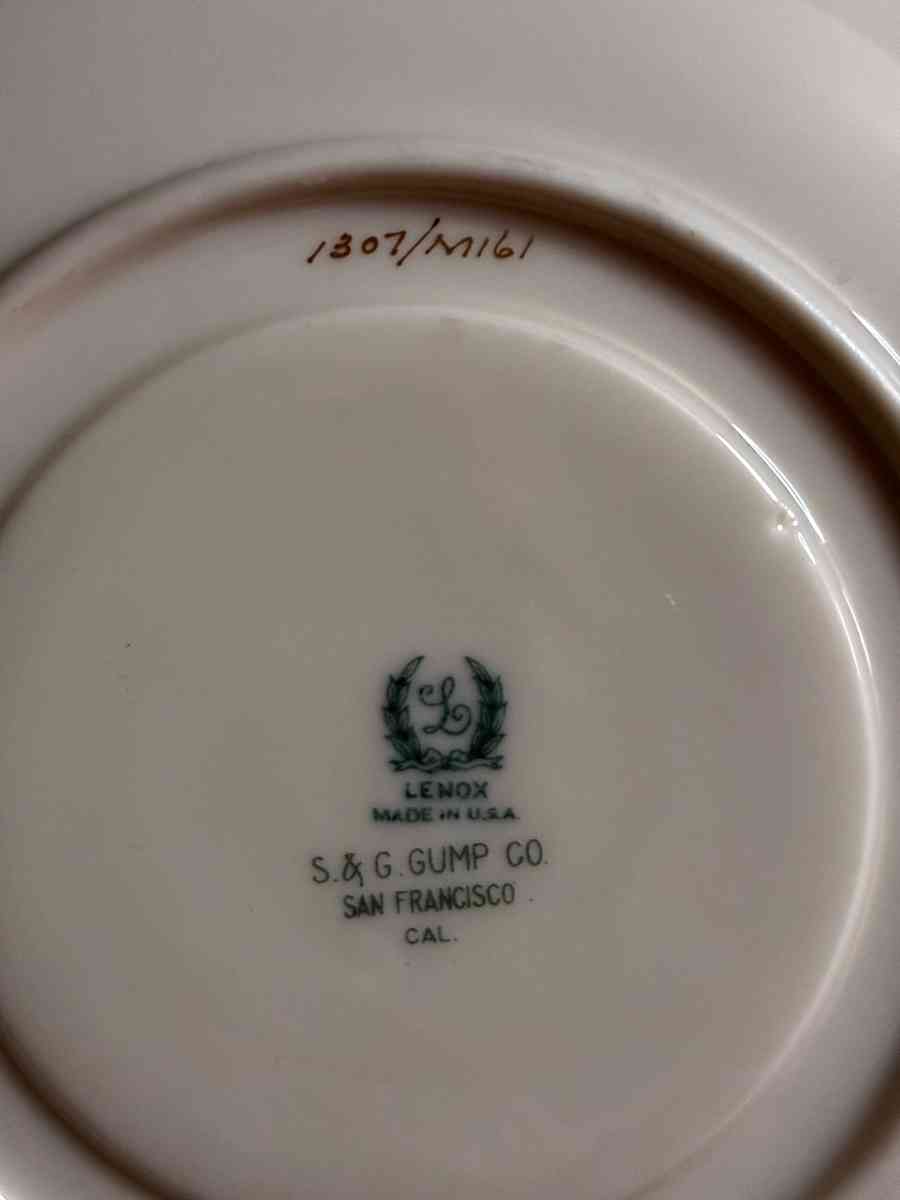 1307/M161
L
LENOX
MADE IN U.S.A.
S. & G. GUMP CO.
SAN FRANCISCO.
CAL.